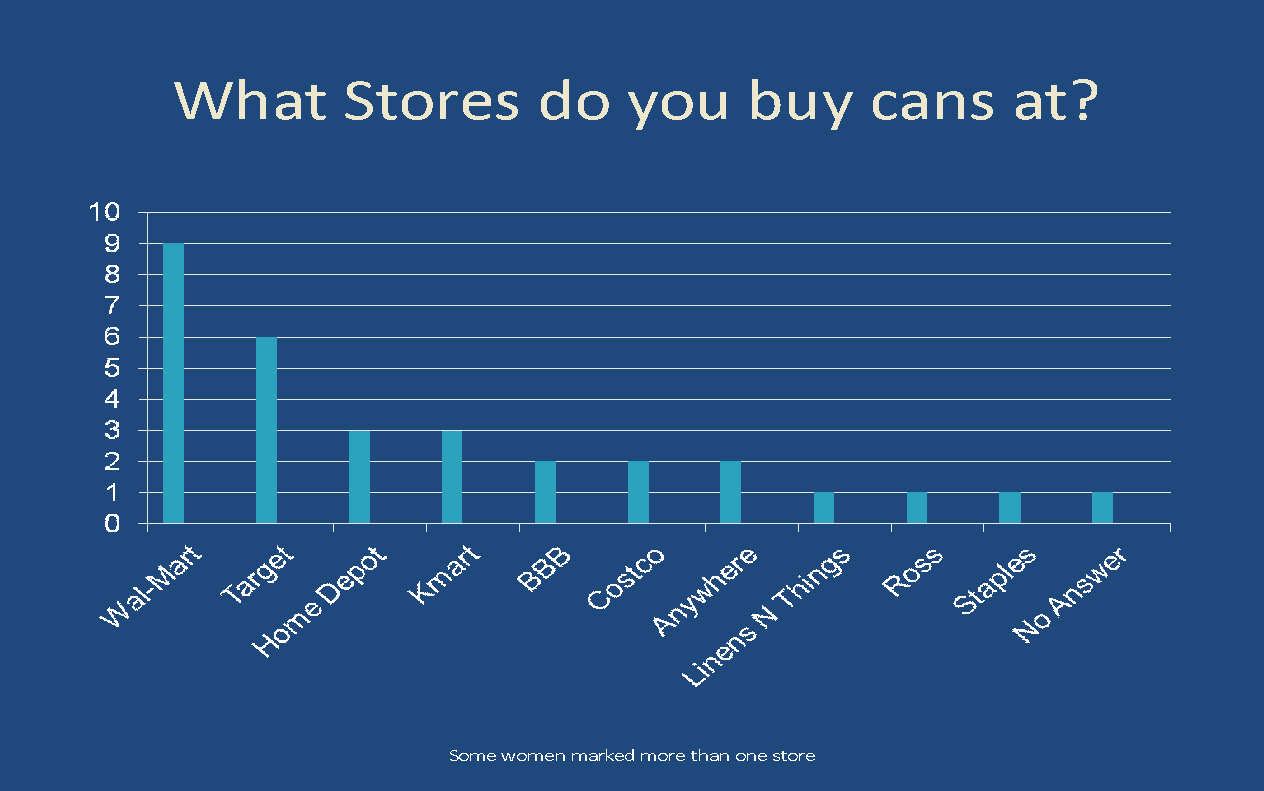 What Stores do you buy cans at?
10
9
8
7
6
5
4
3
2
1
0
Wal-Mart
Target
Home Depot
Kmart
BBB
Costco
Anywhere
Linens N Things
Ross
Staples
No Answer
Some women marked more than one store